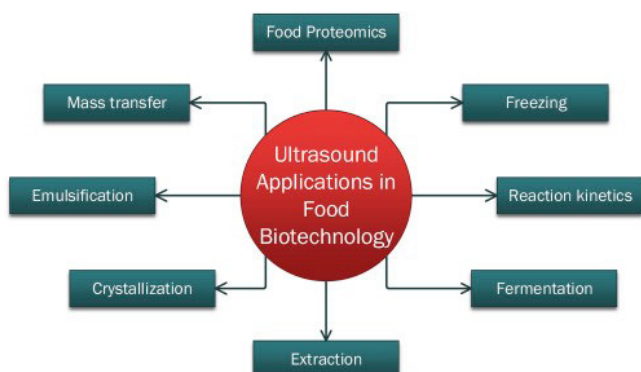 Food Proteomics
Mass transfer
Freezing
Ultrasound
Applications in
Food
Biotechnology
Emulsification
Reaction kinetics
Crystallization
Fermentation
Extraction